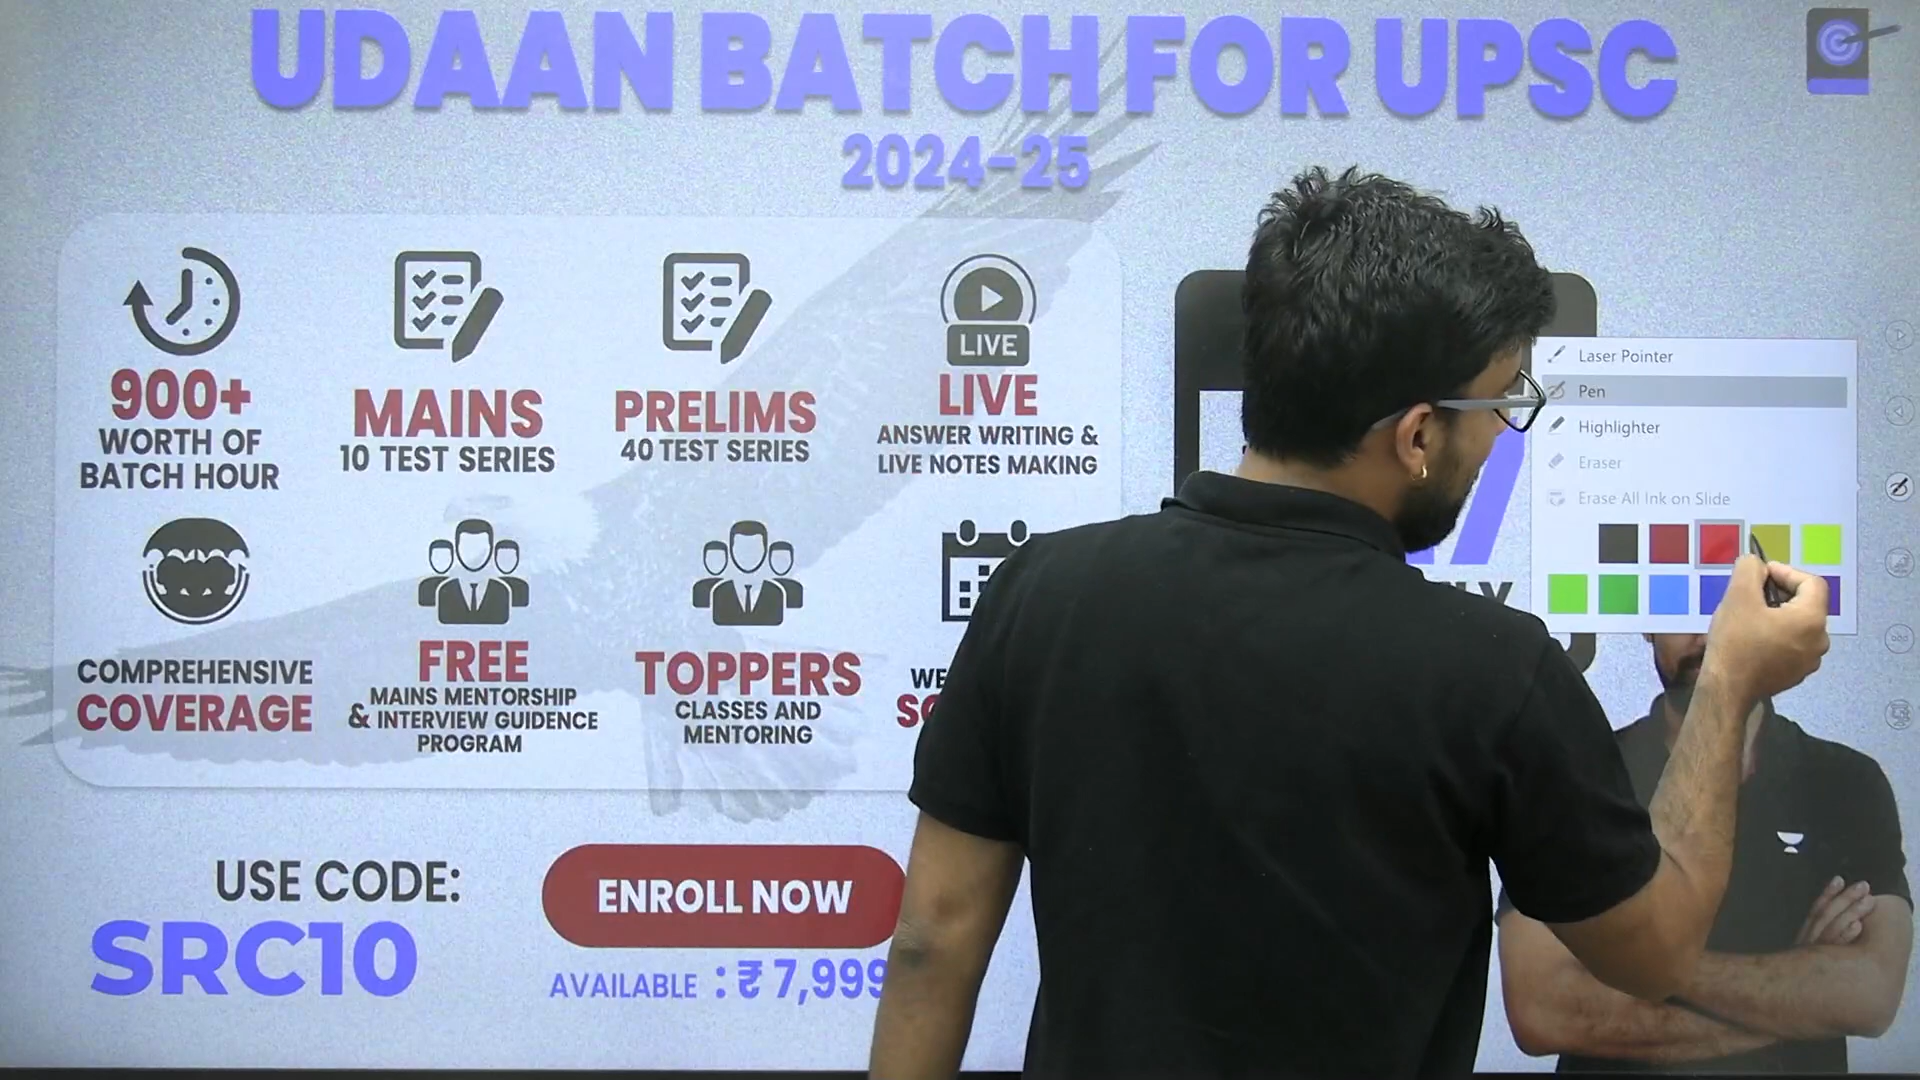 UDAAN BATCH FOR UPSC
2024-25
900+
WORTH OF
BATCH HOUR
MAINS
10 TEST SERIES
PRELIMS
40 TEST SERIES
LIVE
LIVE
ANSWER WRITING &
LIVE NOTES MAKING
COMPREHENSIVE
COVERAGE
FREE
MAINS MENTORSHIP
& INTERVIEW GUIDENCE
PROGRAM
TOPPERS
CLASSES AND
MENTORING
USE CODE:
SRC10
ENROLL NOW
AVAILABLE : ₹ 7,999
Laser Pointer
Pen
Highlighter
Eraser
Erase All Ink on Slide